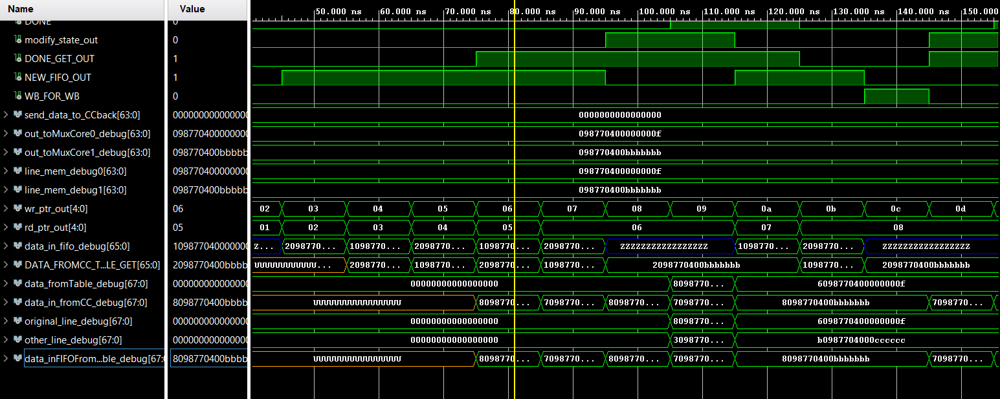 Name Value
50.000 ns 60.000 ns 70.000 ns 80.000 ns 90.000 ns 100.000 ns 110.000 ns 120.000 ns 130.000 ns 140.000 ns 150.000
DONE 0
modify_state_out 0
DONE_GET_OUT 1
NEW_FIFO_OUT 1
WB_FOR_WB 0
send_data_to_CCback[63:0] 000000000000000 0000000000000000
out_toMuxCore0_debug[63:0] 098770400000000 098770400000000f
out_toMuxCore1_debug[63:0] 098770400bbbbb 098770400bbbbbbb
line_mem_debug0[63:0] 098770400000000 098770400000000f
line_mem_debug1[63:0] 098770400bbbbb 098770400bbbbbbb
wr_ptr_out[4:0] 06 02 03 04 05 06 07 08 09 0a 0b 0c 0d
rd_ptr_out[4:0] 05 01 02 03 04 05 06 07 08
data_in_fifo_debug[65:0] 109877040000000 z... 2098770... 1098770... 2098770... 1098770... 2098770... ZZZZZZZZZZZZZZZZZ 1098770... 2098770... ZZZZZZZZZZZZZZZZZ
DATA_FROMCC_T...LE_GET[65:0] 2098770400bbbb UUUUUUUUUUUU... 2098770... 1098770... 2098770... 1098770... 2098770400bbbbbbb 1098770... 2098770400bbbbbbb
data_fromTable_debug[67:0] 000000000000000 00000000000000000 8098770... 6098770400000000f
data_in_fromCC_debug[67:0] 8098770400bbbb UUUUUUUUUUUUUUUUU 8098770... 7098770... 8098770... 7098770... 8098770400bbbbbbb 7098770...
original_line_debug[67:0] 000000000000000 00000000000000000 8098770... 6098770400000000f
other_line_debug[67:0] 000000000000000 00000000000000000 3098770... b0987704000cccccc
data_inFIFOFrom...ble_debug[67:0 8098770400bbbb UUUUUUUUUUUUUUUUU 8098770... 7098770... 8098770... 7098770... 8098770400bbbbbbb 7098770...